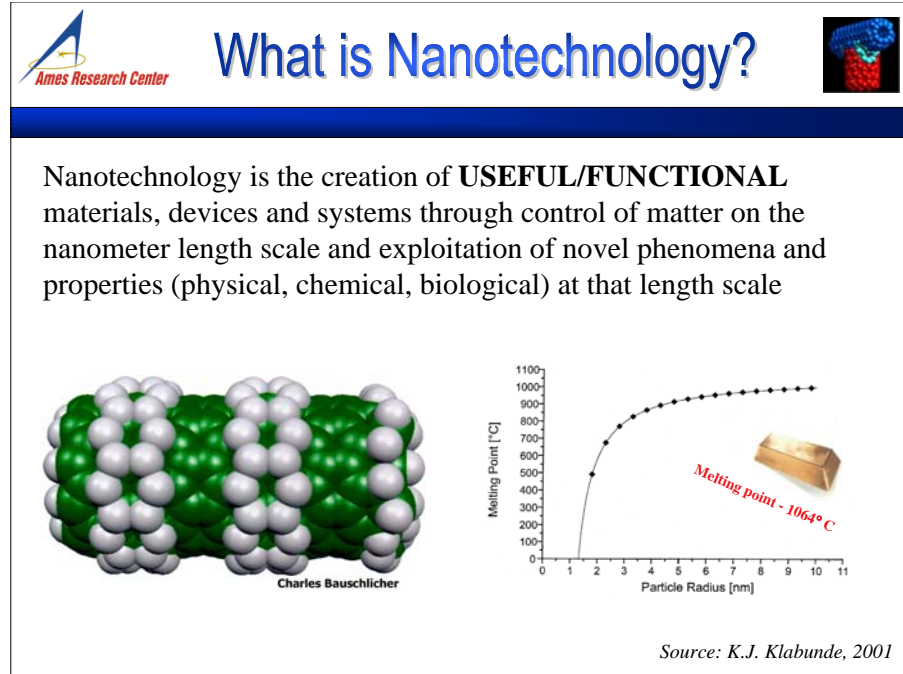 Ames Research Center
What is Nanotechnology?
Nanotechnology is the creation of USEFUL/FUNCTIONAL
materials, devices and systems through control of matter on the
nanometer length scale and exploitation of novel phenomena and
properties (physical, chemical, biological) at that length scale
Charles Bauschlicher
Melting Point [°C]
1100
1000
900
800
700
600
500
400
300
200
100
0
0 1 2 3 4 5 6 7 8 9 10 11
Particle Radius [nm]
Melting point - 1064° C
Source: K.J. Klabunde, 2001